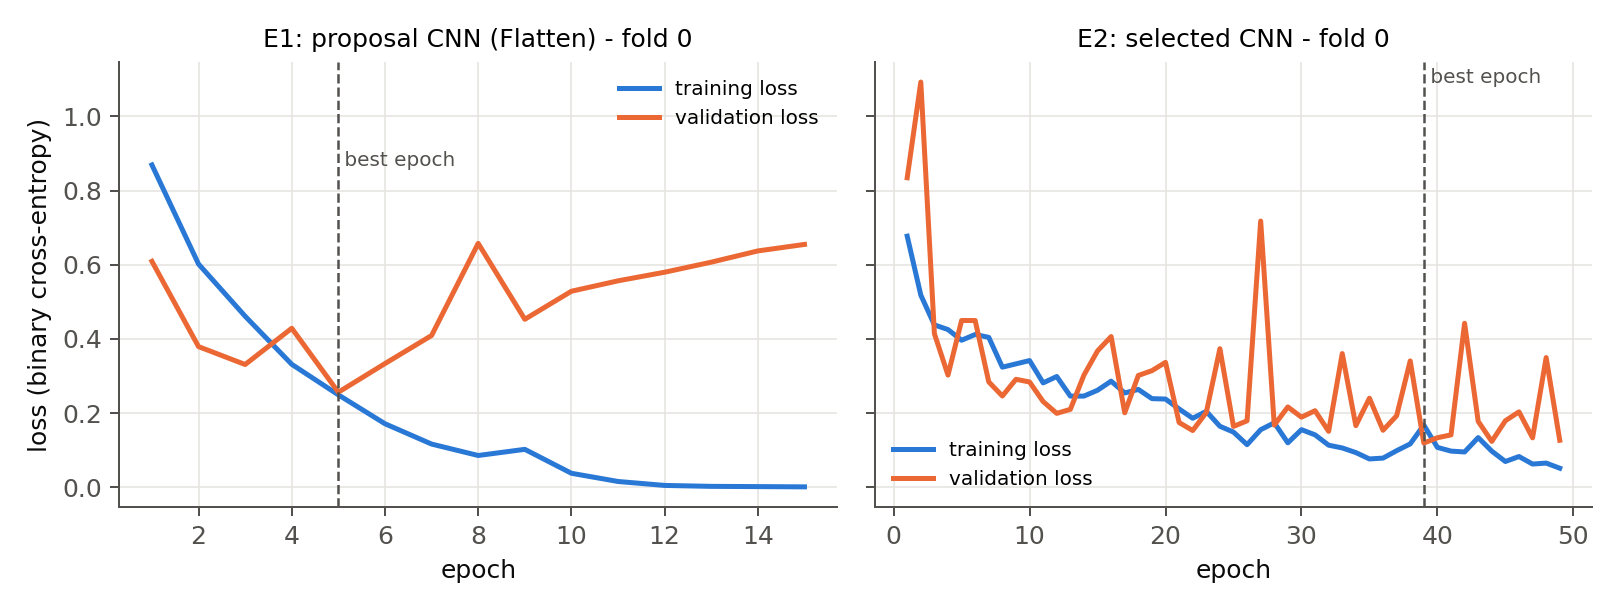 E1: proposal CNN (Flatten) - fold 0
loss (binary cross-entropy)
1.0
0.8
0.6
0.4
0.2
0.0
training loss
validation loss
best epoch
2 4 6 8 10 12 14
epoch
E2: selected CNN - fold 0
best epoch
training loss
validation loss
0 10 20 30 40 50
epoch